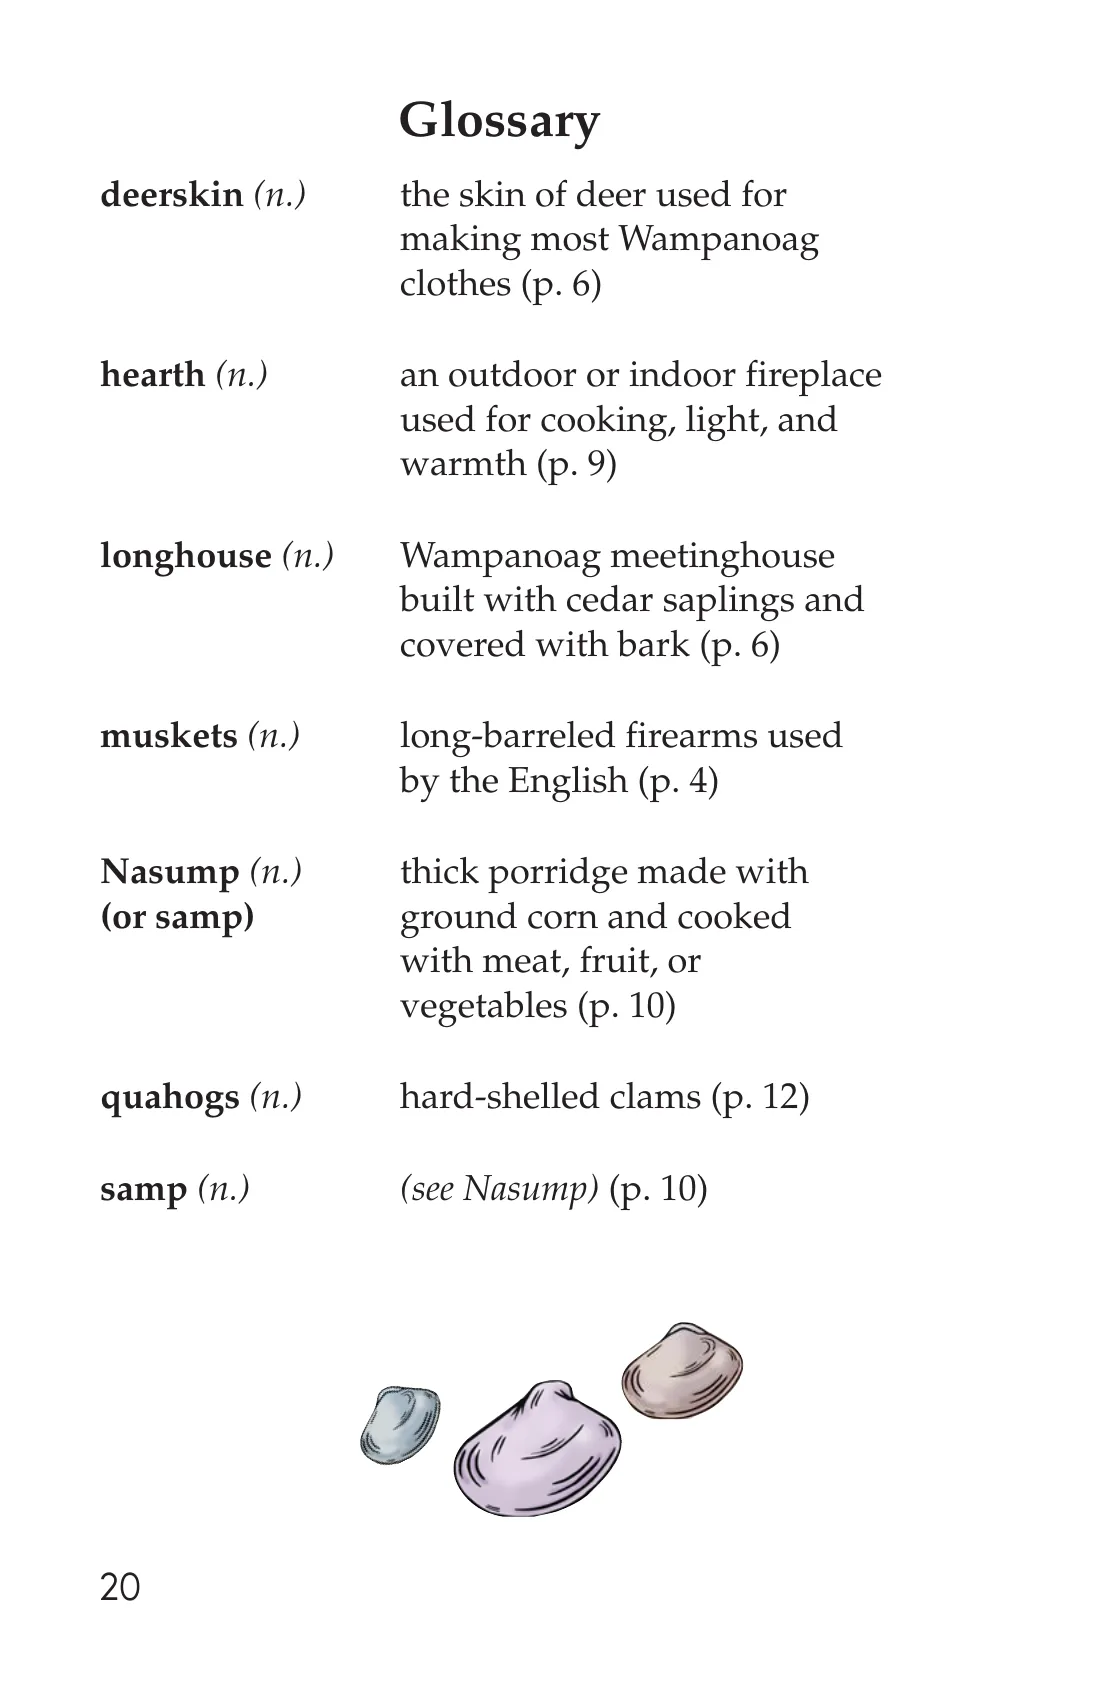 Glossary
deerskin (n.) the skin of deer used for
making most Wampanoag
clothes (p. 6)
hearth (n.) an outdoor or indoor fireplace
used for cooking, light, and
warmth (p. 9)
longhouse (n.) Wampanoag meetinghouse
built with cedar saplings and
covered with bark (p. 6)
muskets (n.) long-barreled firearms used
by the English (p. 4)
Nasump (n.) thick porridge made with
(or samp) ground corn and cooked
with meat, fruit, or
vegetables (p. 10)
quahogs (n.) hard-shelled clams (p. 12)
samp (n.) (see Nasump) (p. 10)
20